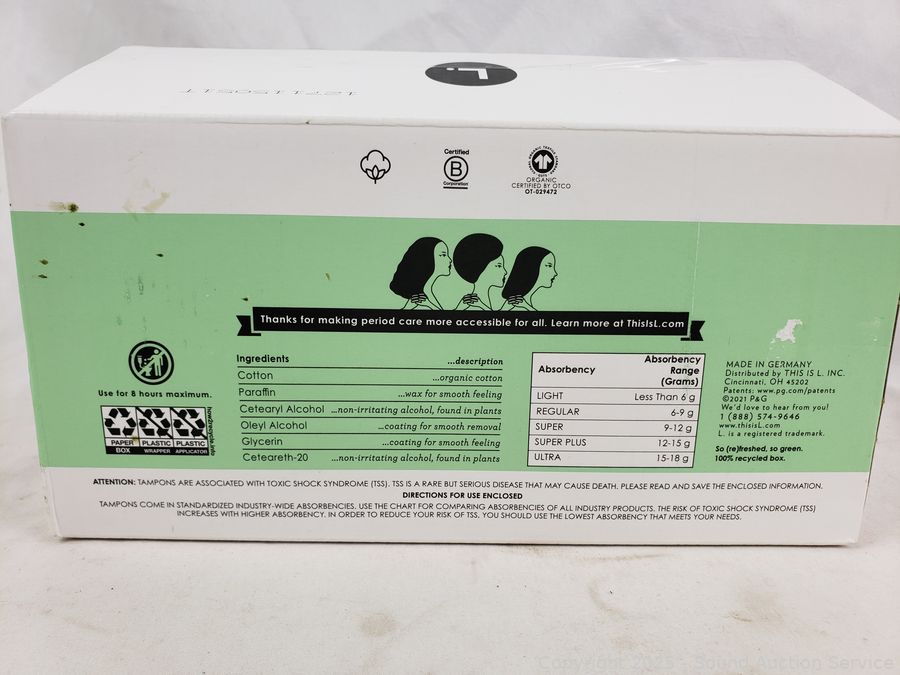 L.
Certified
B
Corporation
ORGANIC
CERTIFIED BY OTCO
OT-029472
Thanks for making period care more accessible for all. Learn more at ThisIsL.com
Use for 8 hours maximum.
how2recycle.info
PAPER PLASTIC PLASTIC
BOX WRAPPER APPLICATOR
Ingredients ...description
Cotton ...organic cotton
Paraffin ...wax for smooth feeling
Cetearyl Alcohol ...non-irritating alcohol, found in plants
Oleyl Alcohol ...coating for smooth removal
Glycerin ...coating for smooth feeling
Ceteareth-20 ...non-irritating alcohol, found in plants
Absorbency Absorbency Range (Grams)
LIGHT Less Than 6 g
REGULAR 6-9 g
SUPER 9-12 g
SUPER PLUS 12-15 g
ULTRA 15-18 g
MADE IN GERMANY
Distributed by THIS IS L. INC.
Cincinnati, OH 45202
Patents: www.pg.com/patents
©2021 P&G
We'd love to hear from you!
1 (888) 574-9646
www.thisisL.com
L. is a registered trademark.
So (re)freshed, so green.
100% recycled box.
ATTENTION: TAMPONS ARE ASSOCIATED WITH TOXIC SHOCK SYNDROME (TSS). TSS IS A RARE BUT SERIOUS DISEASE THAT MAY CAUSE DEATH. PLEASE READ AND SAVE THE ENCLOSED INFORMATION.
DIRECTIONS FOR USE ENCLOSED
TAMPONS COME IN STANDARDIZED INDUSTRY-WIDE ABSORBENCIES. USE THE CHART FOR COMPARING ABSORBENCIES OF ALL INDUSTRY PRODUCTS. THE RISK OF TOXIC SHOCK SYNDROME (TSS)
INCREASES WITH HIGHER ABSORBENCY. IN ORDER TO REDUCE YOUR RISK OF TSS, YOU SHOULD USE THE LOWEST ABSORBENCY THAT MEETS YOUR NEEDS.
Copyright 2025 - Sound Auction Service